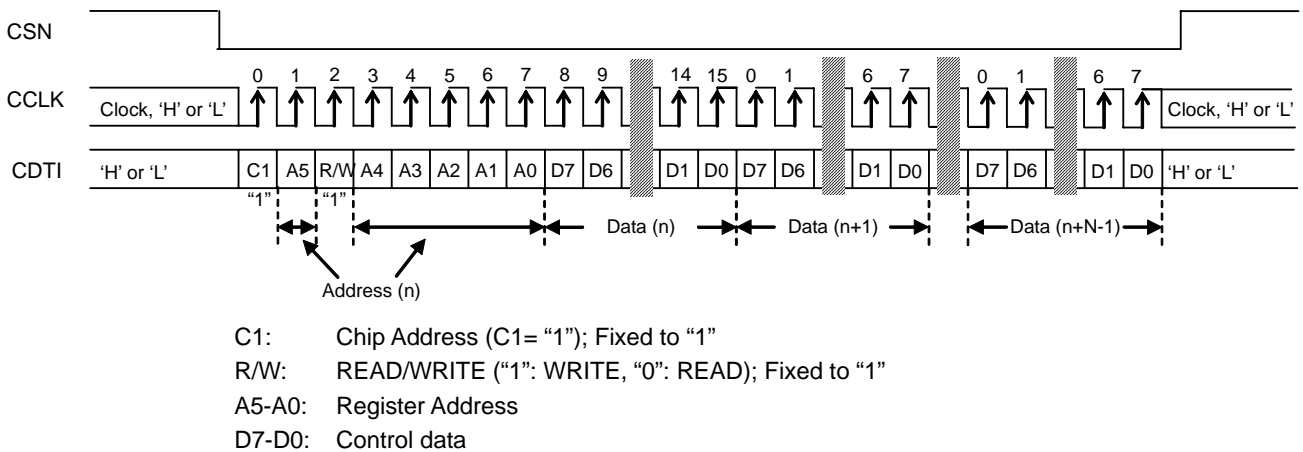 CSN
0 1 2 3 4 5 6 7 8 9 14 15 0 1 6 7 0 1 6 7
CCLK Clock, 'H' or 'L' Clock, 'H' or 'L'
CDTI 'H' or 'L' C1 A5 R/W A4 A3 A2 A1 A0 D7 D6 D1 D0 D7 D6 D1 D0 D7 D6 D1 D0 'H' or 'L'
“1” “1”
Data (n) Data (n+1) Data (n+N-1)
Address (n)
C1: Chip Address (C1= “1”); Fixed to “1”
R/W: READ/WRITE (“1”: WRITE, “0”: READ); Fixed to “1”
A5-A0: Register Address
D7-D0: Control data